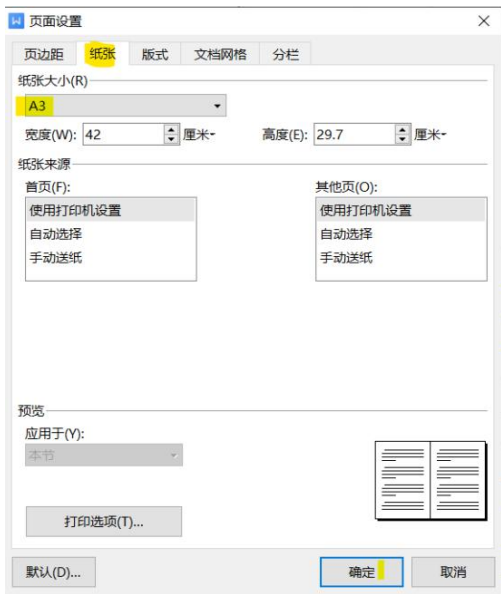 页面设置
页边距 纸张 版式 文档网格 分栏
纸张大小(R)
A3
宽度(W): 42 厘米 高度(E): 29.7 厘米
纸张来源
首页(F): 其他页(O):
使用打印机设置 使用打印机设置
自动选择 自动选择
手动送纸 手动送纸
预览
应用于(Y):
本节
打印选项(T)...
默认(D)... 确定 取消